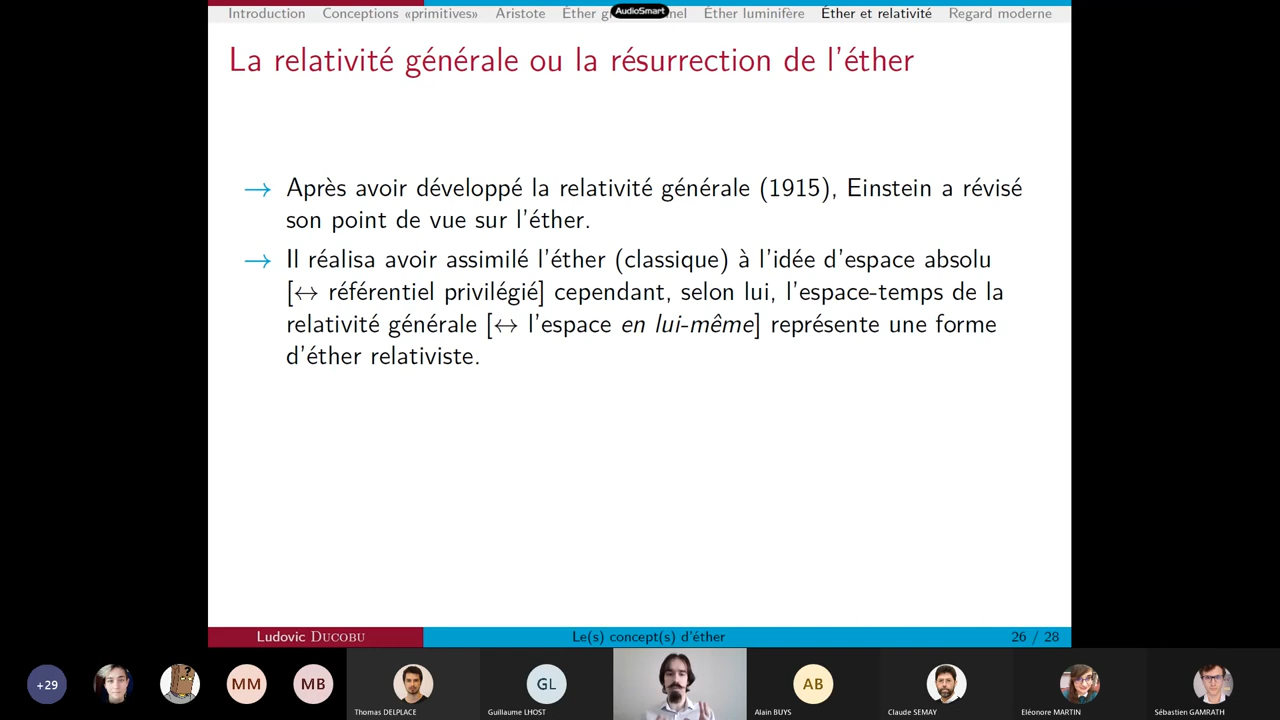 Introduction Conceptions «primitives» Aristote Éther nel Éther luminifère Éther et relativité Regard moderne
AudioSmart
La relativité générale ou la résurrection de l'éther
→ Après avoir développé la relativité générale (1915), Einstein a révisé
son point de vue sur l'éther.
→ Il réalisa avoir assimilé l'éther (classique) à l'idée d'espace absolu
[↔ référentiel privilégié] cependant, selon lui, l'espace-temps de la
relativité générale [↔ l'espace en lui-même] représente une forme
d'éther relativiste.
Ludovic DUCOBU Le(s) concept(s) d'éther 26 / 28
+29 MM MB GL AB
Thomas DELPLACE Guillaume LHOST Alain BUYS Claude SEMAY Eléonore MARTIN Sébastien GAMRATH